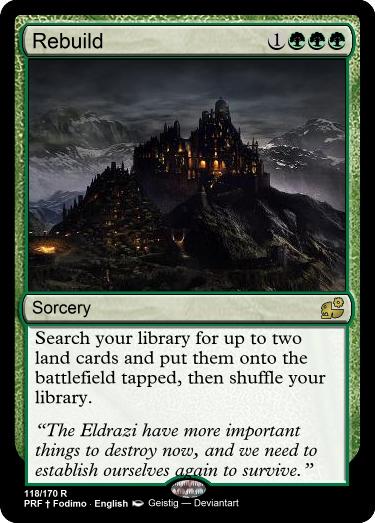 Rebuild 1
Sorcery
Search your library for up to two
land cards and put them onto the
battlefield tapped, then shuffle your
library.
“The Eldrazi have more important
things to destroy now, and we need to
establish ourselves again to survive.”
118/170 R
PRF † Fodimo · English Geistig — Deviantart